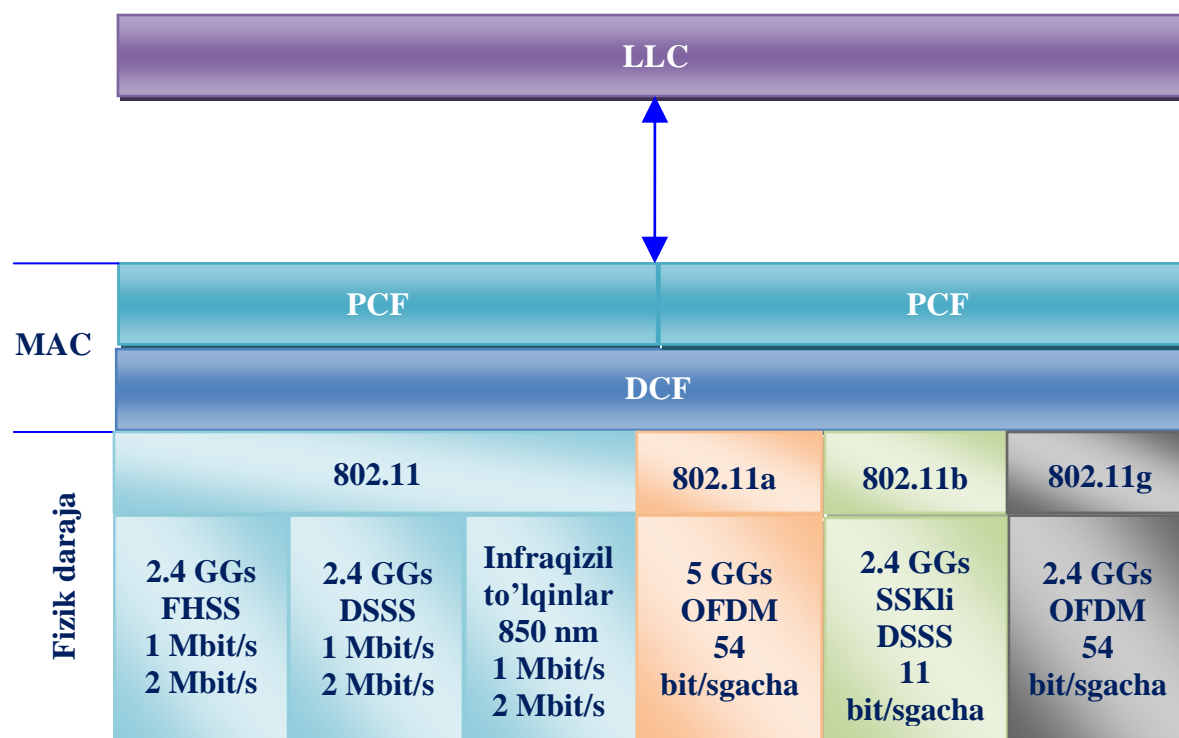 LLC
PCF
PCF
MAC
DCF
Fizik daraja
802.11
802.11a
802.11b
802.11g
2.4 GGs
FHSS
1 Mbit/s
2 Mbit/s
2.4 GGs
DSSS
1 Mbit/s
2 Mbit/s
Infraqizil
to’lqinlar
850 nm
1 Mbit/s
2 Mbit/s
5 GGs
OFDM
54
bit/sgacha
2.4 GGs
SSKli
DSSS
11
bit/sgacha
2.4 GGs
OFDM
54
bit/sgacha